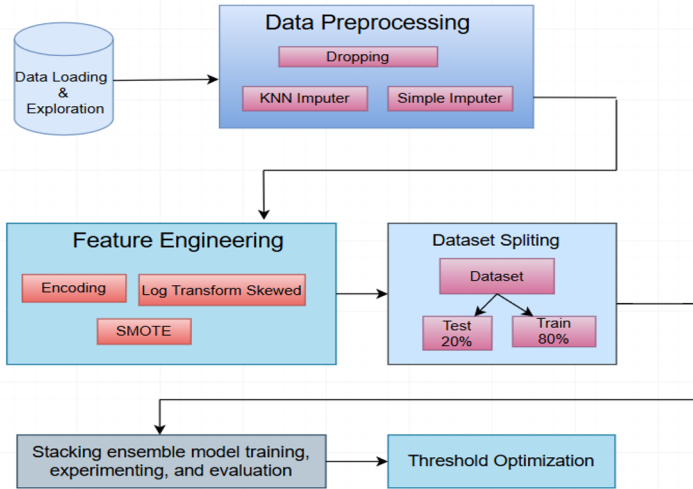 Data Preprocessing
Dropping
KNN Imputer
Simple Imputer
Data Loading
&
Exploration
Feature Engineering
Encoding
Log Transform Skewed
SMOTE
Dataset Spliting
Dataset
Test
20%
Train
80%
Stacking ensemble model training,
experimenting, and evaluation
Threshold Optimization